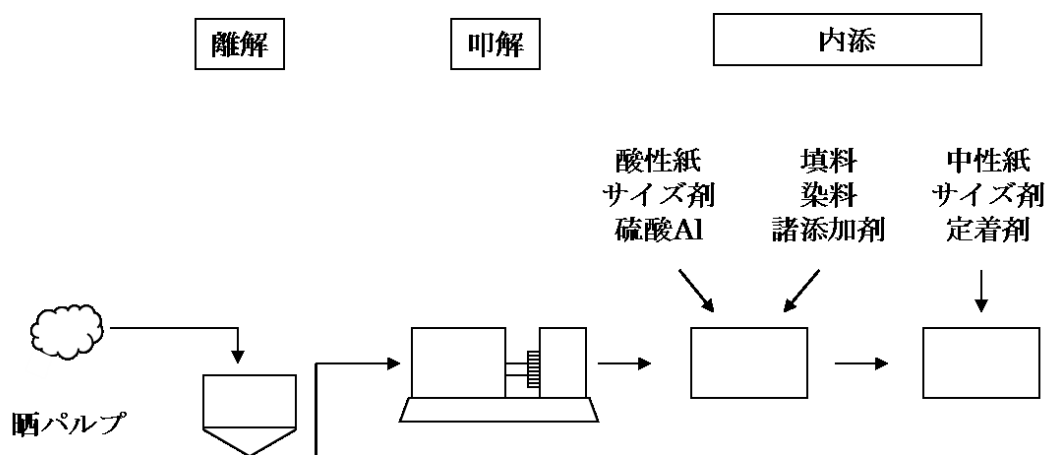 離解
叩解
内添
酸性紙
サイズ剤
硫酸Al
填料
染料
諸添加剤
中性紙
サイズ剤
定着剤
晒パルプ